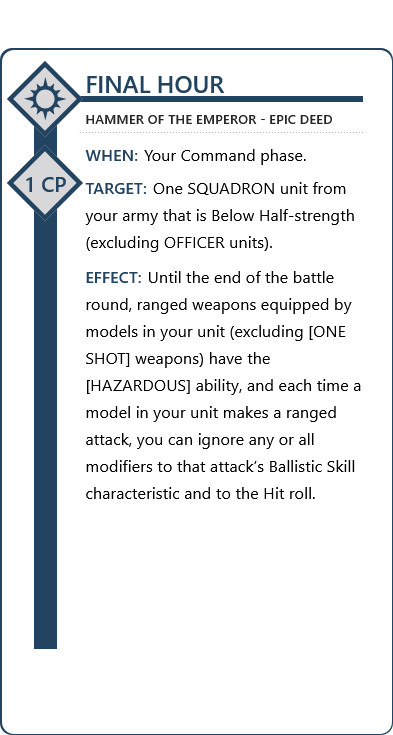 FINAL HOUR
HAMMER OF THE EMPEROR - EPIC DEED
WHEN: Your Command phase.
1 CP
TARGET: One SQUADRON unit from
your army that is Below Half-strength
(excluding OFFICER units).
EFFECT: Until the end of the battle
round, ranged weapons equipped by
models in your unit (excluding [ONE
SHOT] weapons) have the
[HAZARDOUS] ability, and each time a
model in your unit makes a ranged
attack, you can ignore any or all
modifiers to that attack's Ballistic Skill
characteristic and to the Hit roll.